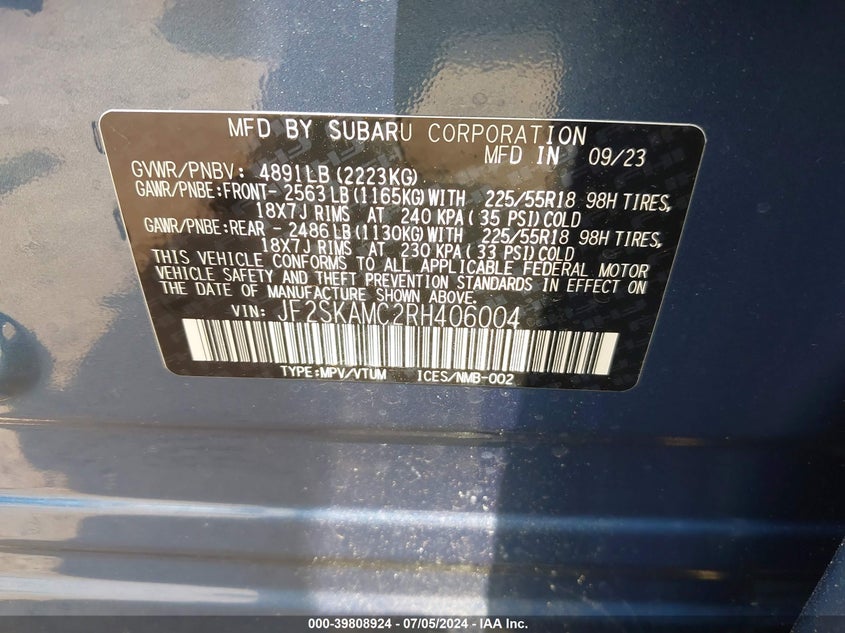 MFD BY SUBARU CORPORATION
MFD IN 09/23
GVWR/PNBV: 4891LB (2223KG)
GAWR/PNBE:FRONT- 2563LB(1165KG)WITH 225/55R18 98H TIRES,
18X7J RIMS AT 240 KPA(35 PSI)COLD
GAWR/PNBE:REAR - 2486LB(1130KG)WITH 225/55R18 98H TIRES,
18X7J RIMS AT 230 KPA(33 PSI)COLD
THIS VEHICLE CONFORMS TO ALL APPLICABLE FEDERAL MOTOR
VEHICLE SAFETY AND THEFT PREVENTION STANDARDS IN EFFECT ON
THE DATE OF MANUFACTURE SHOWN ABOVE.
VIN: JF2SKAMC2RH406004
TYPE:MPV/VTUM ICES/NMB-002
000-39808924 - 07/05/2024 - IAA Inc.